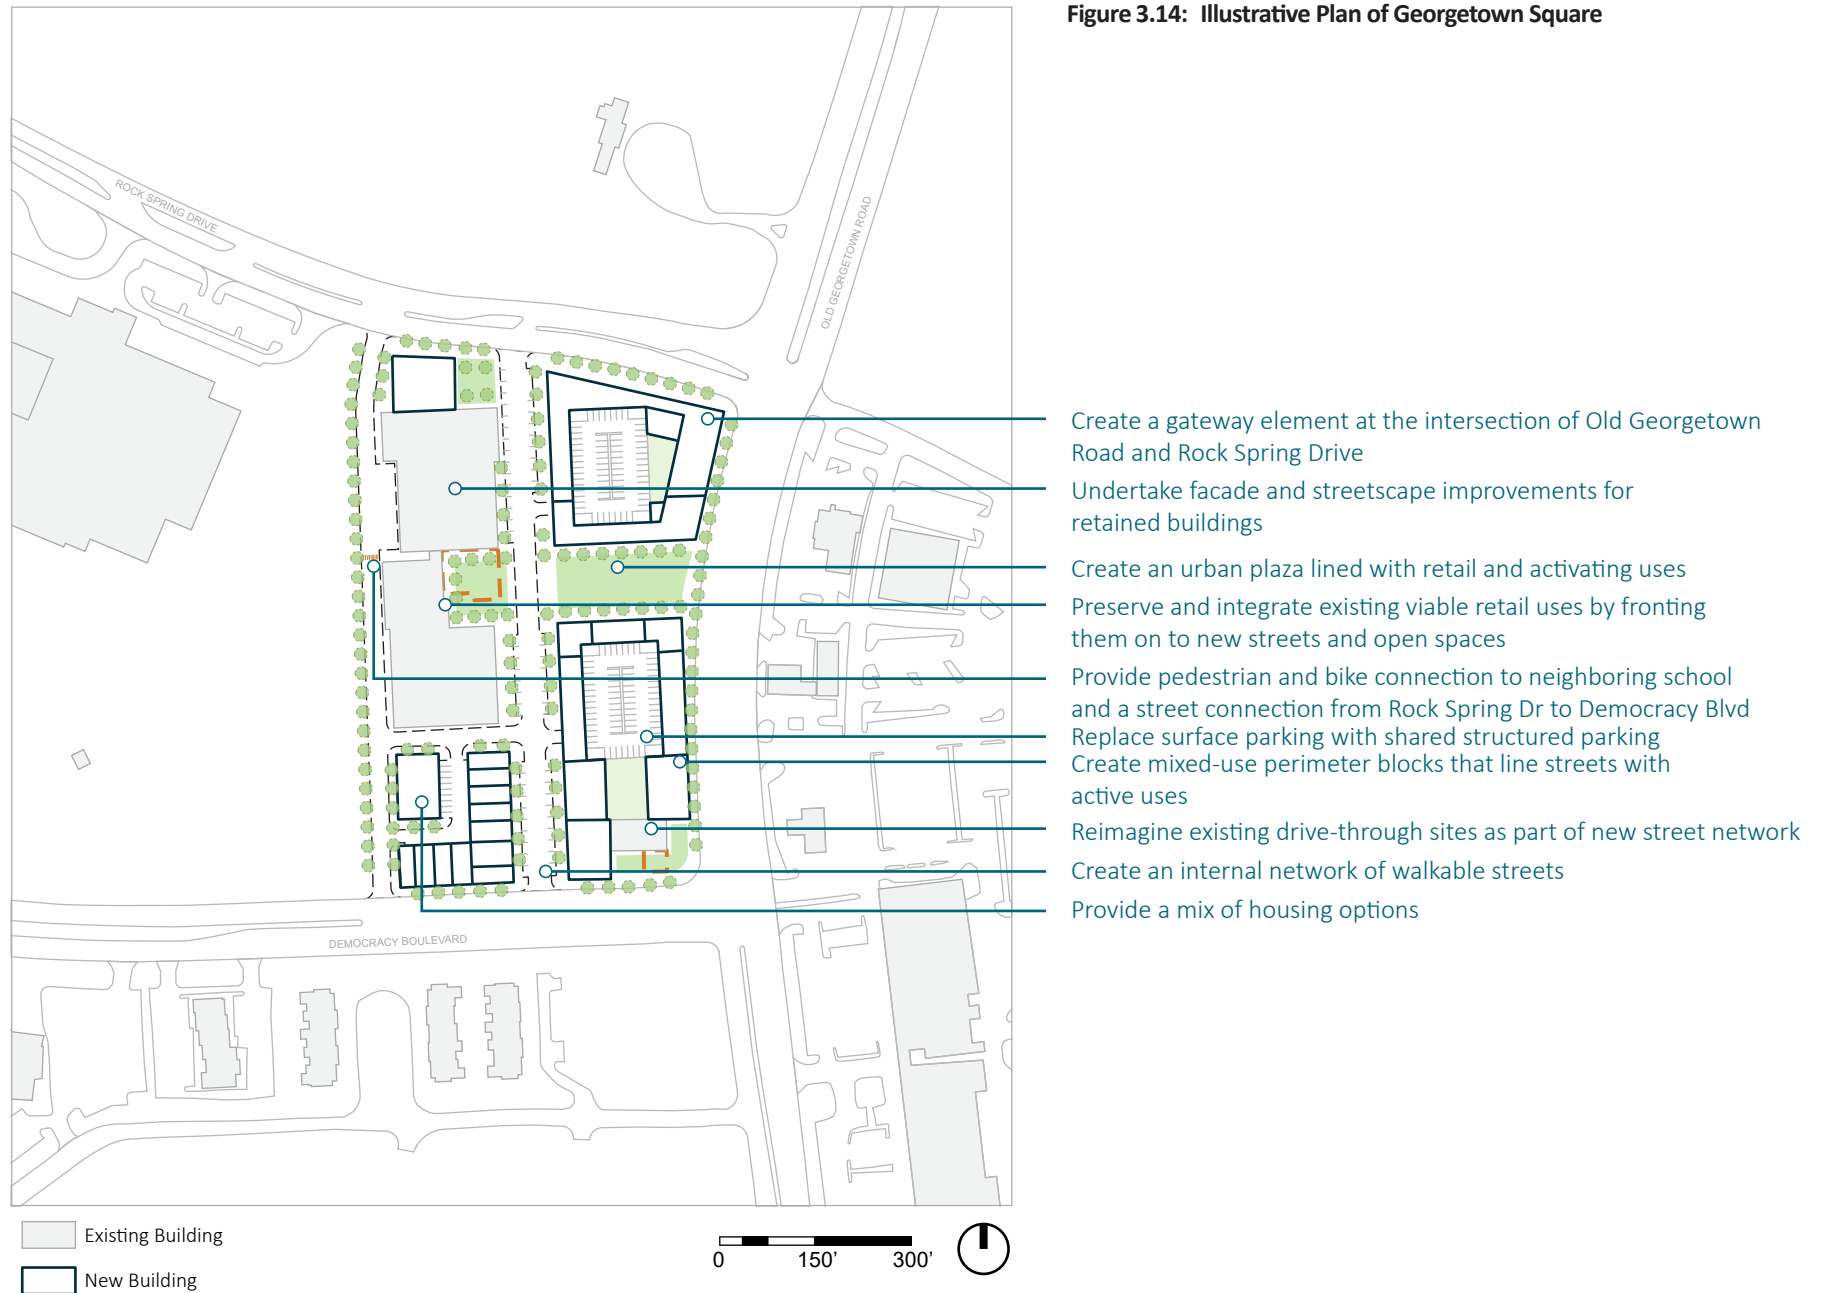 Figure 3.14: Illustrative Plan of Georgetown Square
ROCK SPRING DRIVE
OLD GEORGETOWN ROAD
Create a gateway element at the intersection of Old Georgetown
Road and Rock Spring Drive
Undertake facade and streetscape improvements for
retained buildings
Create an urban plaza lined with retail and activating uses
Preserve and integrate existing viable retail uses by fronting
them on to new streets and open spaces
Provide pedestrian and bike connection to neighboring school
and a street connection from Rock Spring Dr to Democracy Blvd
Replace surface parking with shared structured parking
Create mixed-use perimeter blocks that line streets with
active uses
Reimagine existing drive-through sites as part of new street network
Create an internal network of walkable streets
Provide a mix of housing options
DEMOCRACY BOULEVARD
Existing Building
New Building
0 150' 300'